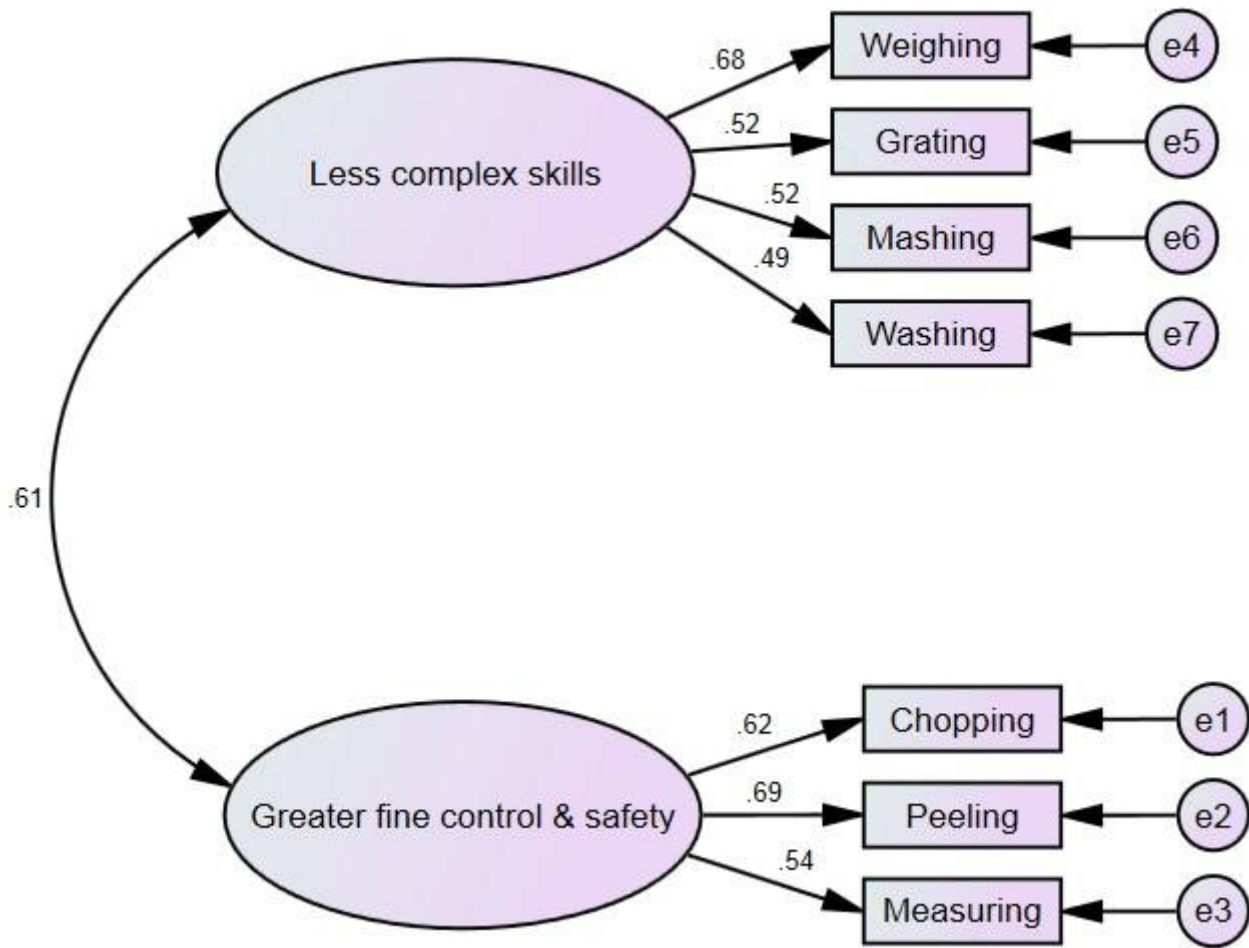 .68
Weighing
e4
.52
Grating
e5
Less complex skills
.52
Mashing
e6
.49
Washing
e7
.61
.62
Chopping
e1
Greater fine control & safety
.69
Peeling
e2
.54
Measuring
e3